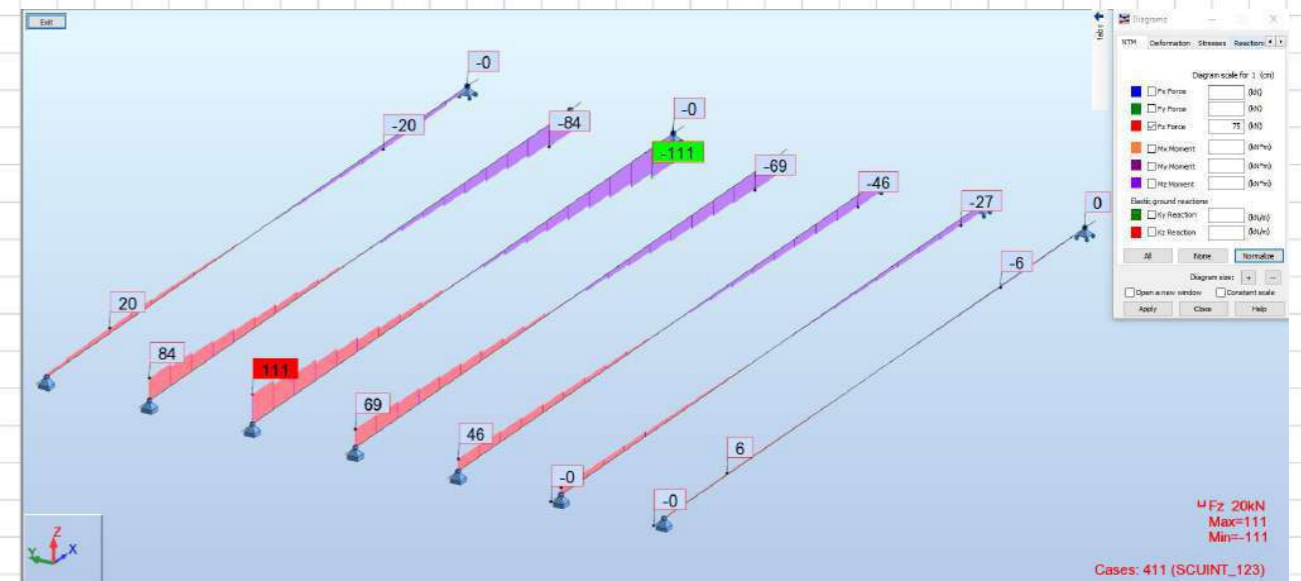 Exit
tabs
Diagrams
NTM Deformation Stresses Reactions
Diagram scale for 1 (cm)
Fx Force (kN)
Fy Force (kN)
Fz Force 75 (kN)
Mx Moment (kN*m)
My Moment (kN*m)
Mz Moment (kN*m)
Elastic ground reactions
Ky Reaction (kN/m)
Kz Reaction (kN/m)
All None Normalize
Diagram size: + -
Open a new window Constant scale
Apply Close Help
-0
-20
-84
-0
-111
-69
-46
-27
0
-6
20
84
111
69
46
-0
6
-0
Z
Y X
Fz 20kN
Max=111
Min=-111
Cases: 411 (SCUINT_123)